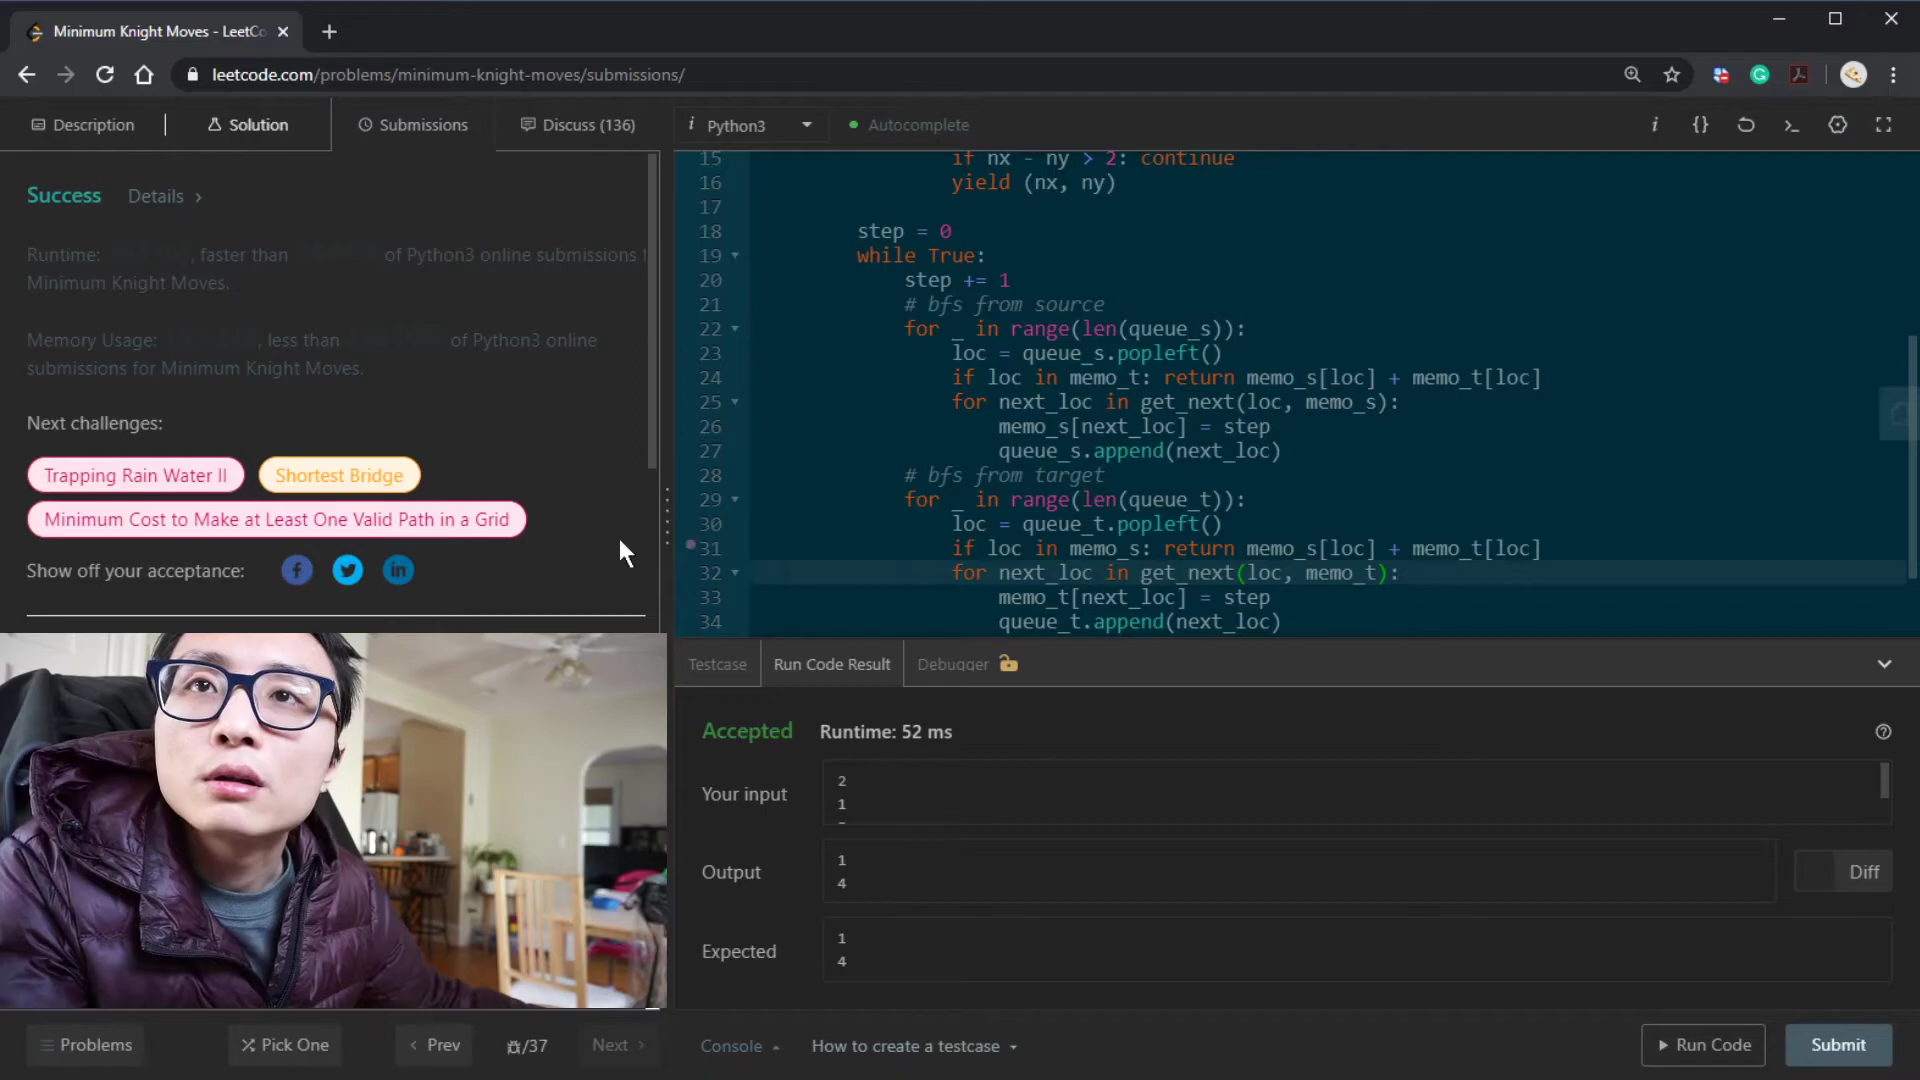 Minimum Knight Moves - LeetCo
leetcode.com/problems/minimum-knight-moves/submissions/
Description
Solution
Submissions
Discuss (136)
i Python3
Autocomplete
Success Details >
Runtime: , faster than of Python3 online submissions f
Minimum Knight Moves.
Memory Usage: , less than of Python3 online
submissions for Minimum Knight Moves.
Next challenges:
Trapping Rain Water II
Shortest Bridge
Minimum Cost to Make at Least One Valid Path in a Grid
Show off your acceptance:
15 if nx - ny > 2: continue
16 yield (nx, ny)
17
18 step = 0
19 while True:
20 step += 1
21 # bfs from source
22 for _ in range(len(queue_s)):
23 loc = queue_s.popleft()
24 if loc in memo_t: return memo_s[loc] + memo_t[loc]
25 for next_loc in get_next(loc, memo_s):
26 memo_s[next_loc] = step
27 queue_s.append(next_loc)
28 # bfs from target
29 for _ in range(len(queue_t)):
30 loc = queue_t.popleft()
31 if loc in memo_s: return memo_s[loc] + memo_t[loc]
32 for next_loc in get_next(loc, memo_t):
33 memo_t[next_loc] = step
34 queue_t.append(next_loc)
Testcase
Run Code Result
Debugger
Accepted Runtime: 52 ms
Your input
2
1
Output
1
4
Diff
Expected
1
4
Problems
Pick One
< Prev
/37
Next >
Console
How to create a testcase
Run Code
Submit